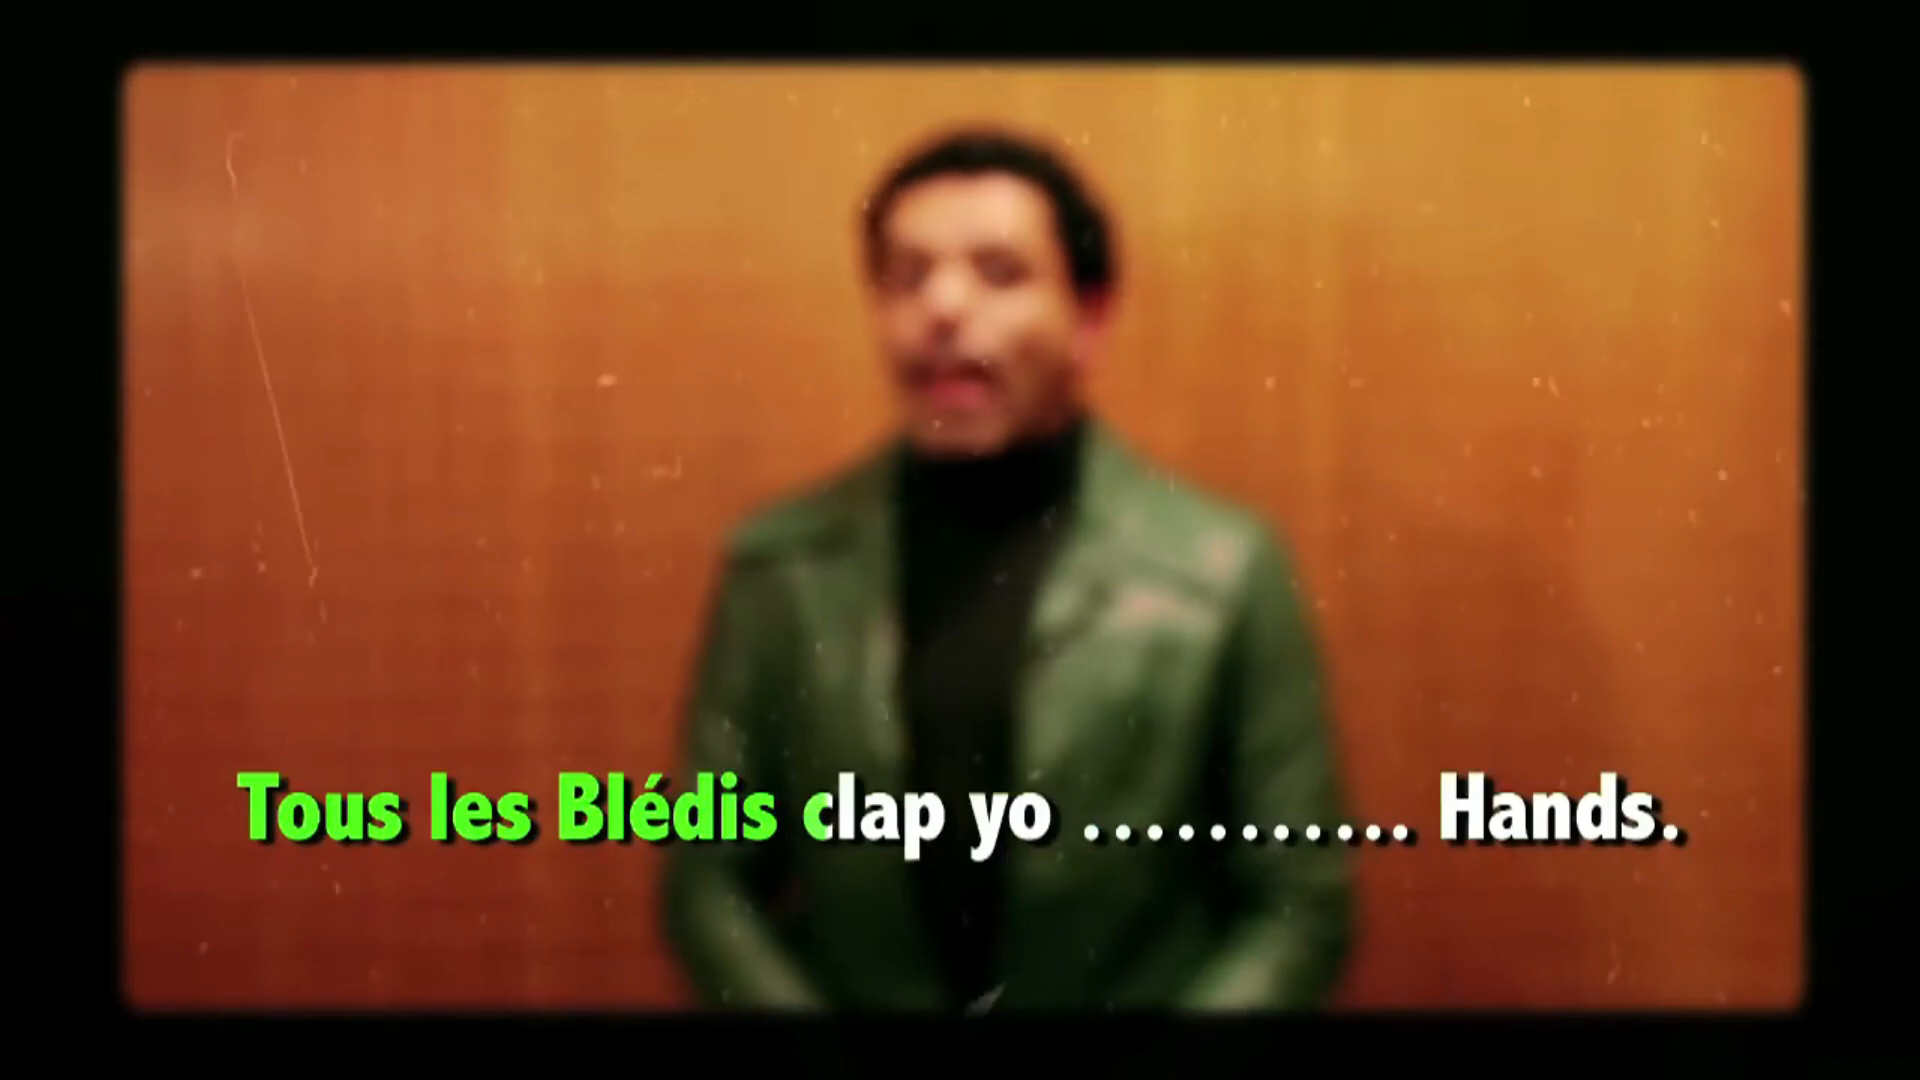 Tous les Blédis clap yo ........... Hands.